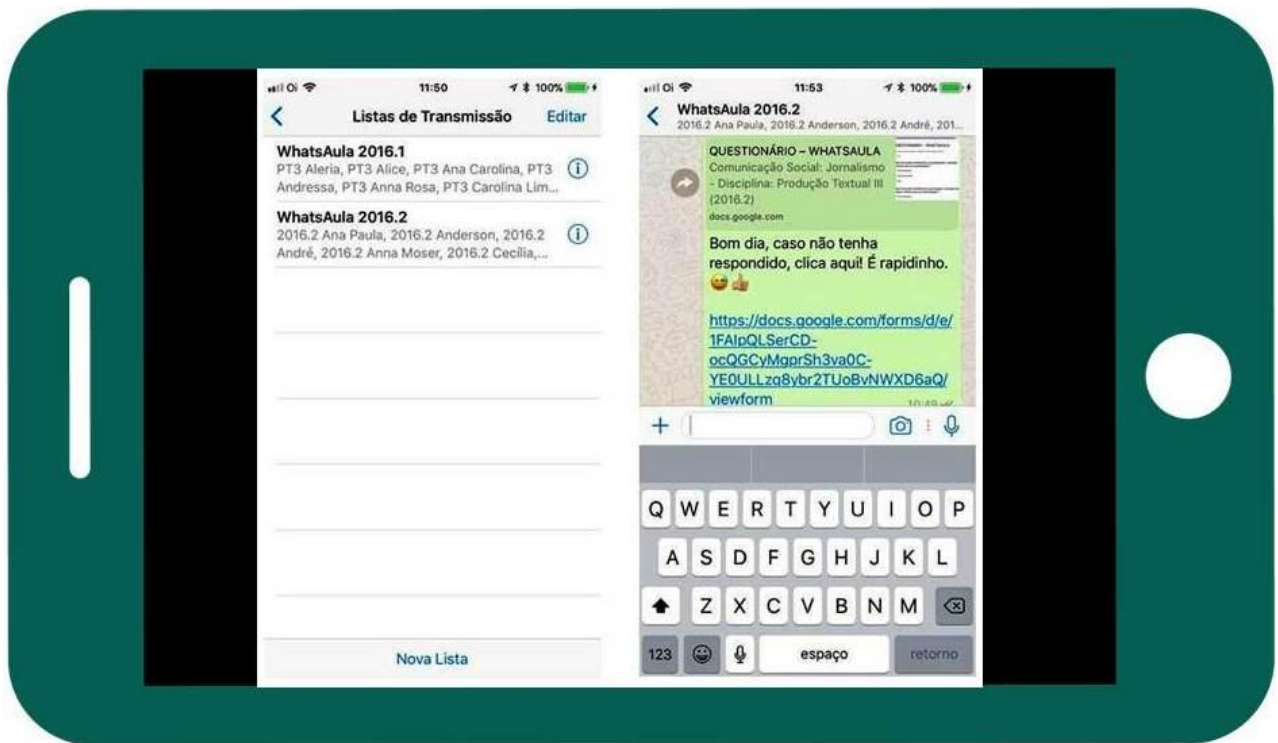 Oi 11:50 100%
Listas de Transmissão Editar
WhatsAula 2016.1
PT3 Aleria, PT3 Alice, PT3 Ana Carolina, PT3
Andressa, PT3 Anna Rosa, PT3 Carolina Lim...
WhatsAula 2016.2
2016.2 Ana Paula, 2016.2 Anderson, 2016.2
André, 2016.2 Anna Moser, 2016.2 Cecília,...
Nova Lista
Oi 11:53 100%
WhatsAula 2016.2
2016.2 Ana Paula, 2016.2 Anderson, 2016.2 André, 201...
QUESTIONÁRIO – WHATSAULA
Comunicação Social: Jornalismo
- Disciplina: Produção Textual III
(2016.2)
docs.google.com
Bom dia, caso não tenha
respondido, clica aqui! É rapidinho.
😅👍🏼
https://docs.google.com/forms/d/e/
1FAIpQLSerCD-
ocQGCyMgprSh3va0C-
YE0ULLzq8ybr2TUoBvNWXD6aQ/
viewform
10:49
Q W E R T Y U I O P
A S D F G H J K L
Z X C V B N M
123 espaço retorno